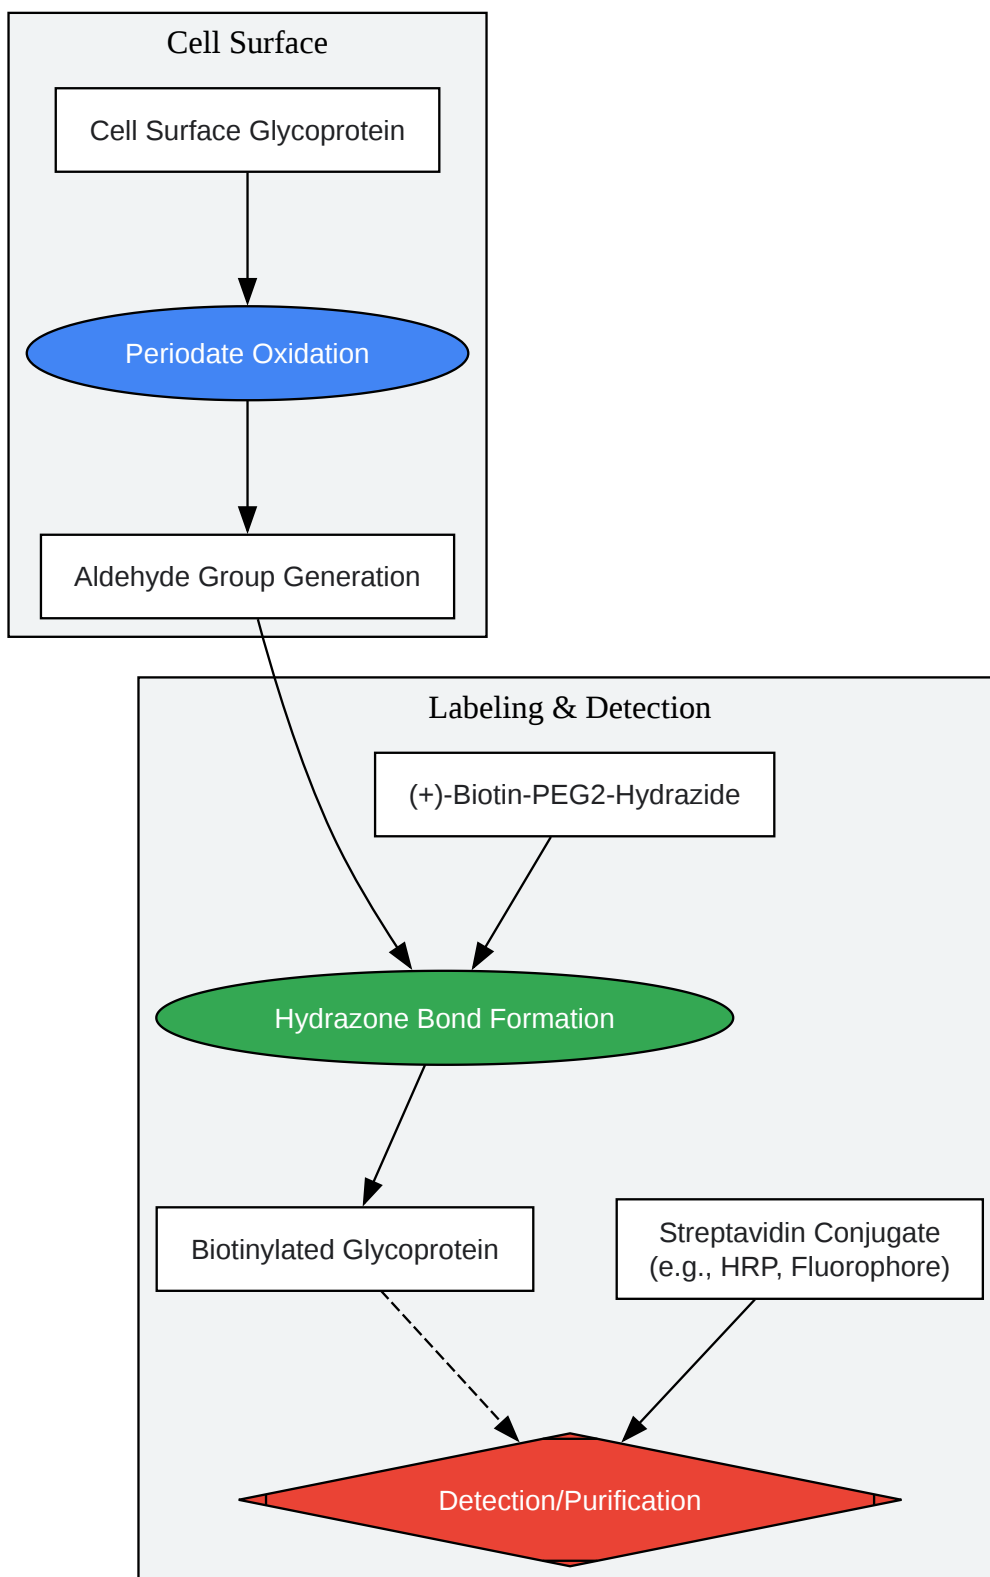 Cell Surface
Cell Surface Glycoprotein
Periodate Oxidation
Aldehyde Group Generation
Labeling & Detection
(+)-Biotin-PEG2-Hydrazide
Hydrazone Bond Formation
Biotinylated Glycoprotein
Streptavidin Conjugate
(e.g., HRP, Fluorophore)
Detection/Purification